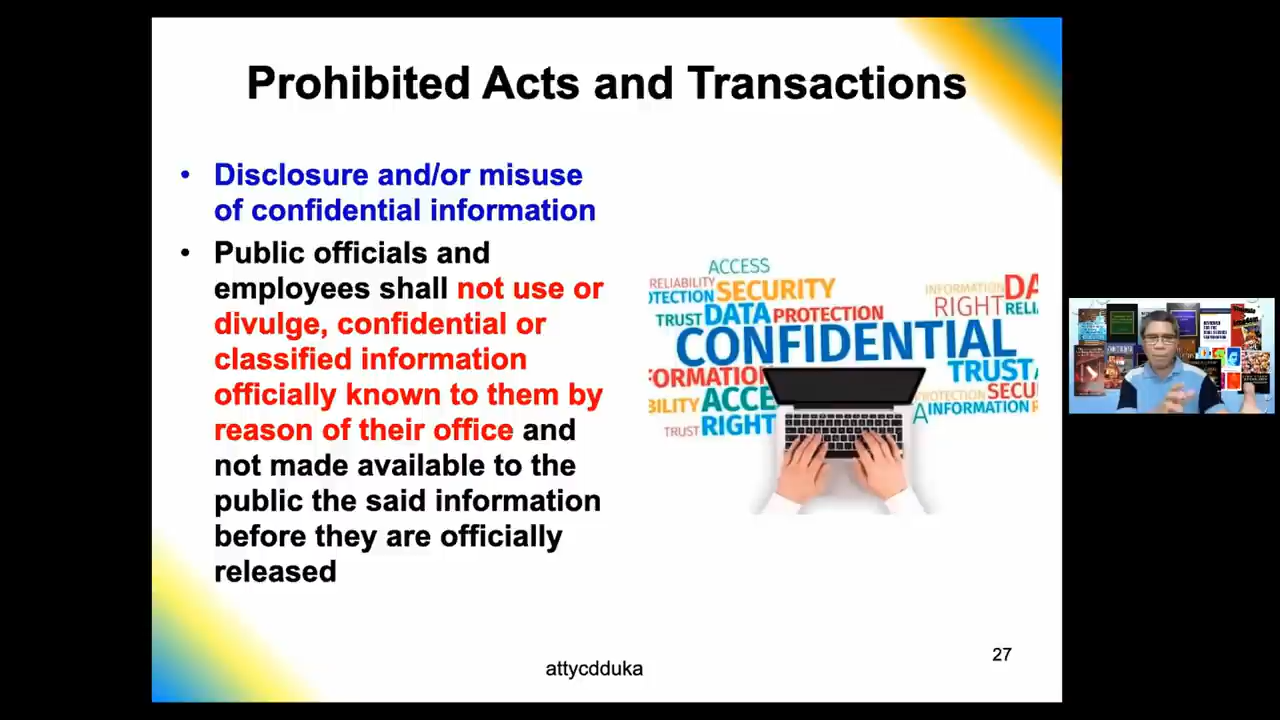 Prohibited Acts and Transactions
• Disclosure and/or misuse
of confidential information
• Public officials and
employees shall not use or
divulge, confidential or
classified information
officially known to them by
reason of their office and
not made available to the
public the said information
before they are officially
released
ACCESS
RELIABILITY
OTECTION SECURITY
TRUST DATA PROTECTION
CONFIDENTIAL
FORMATION
BILITY ACCE
TRUST RIGHT
INFORMATION DA
RIGHT RELI
TRUST
PROTECTION SECU
INFORMATION
attycdduka
27